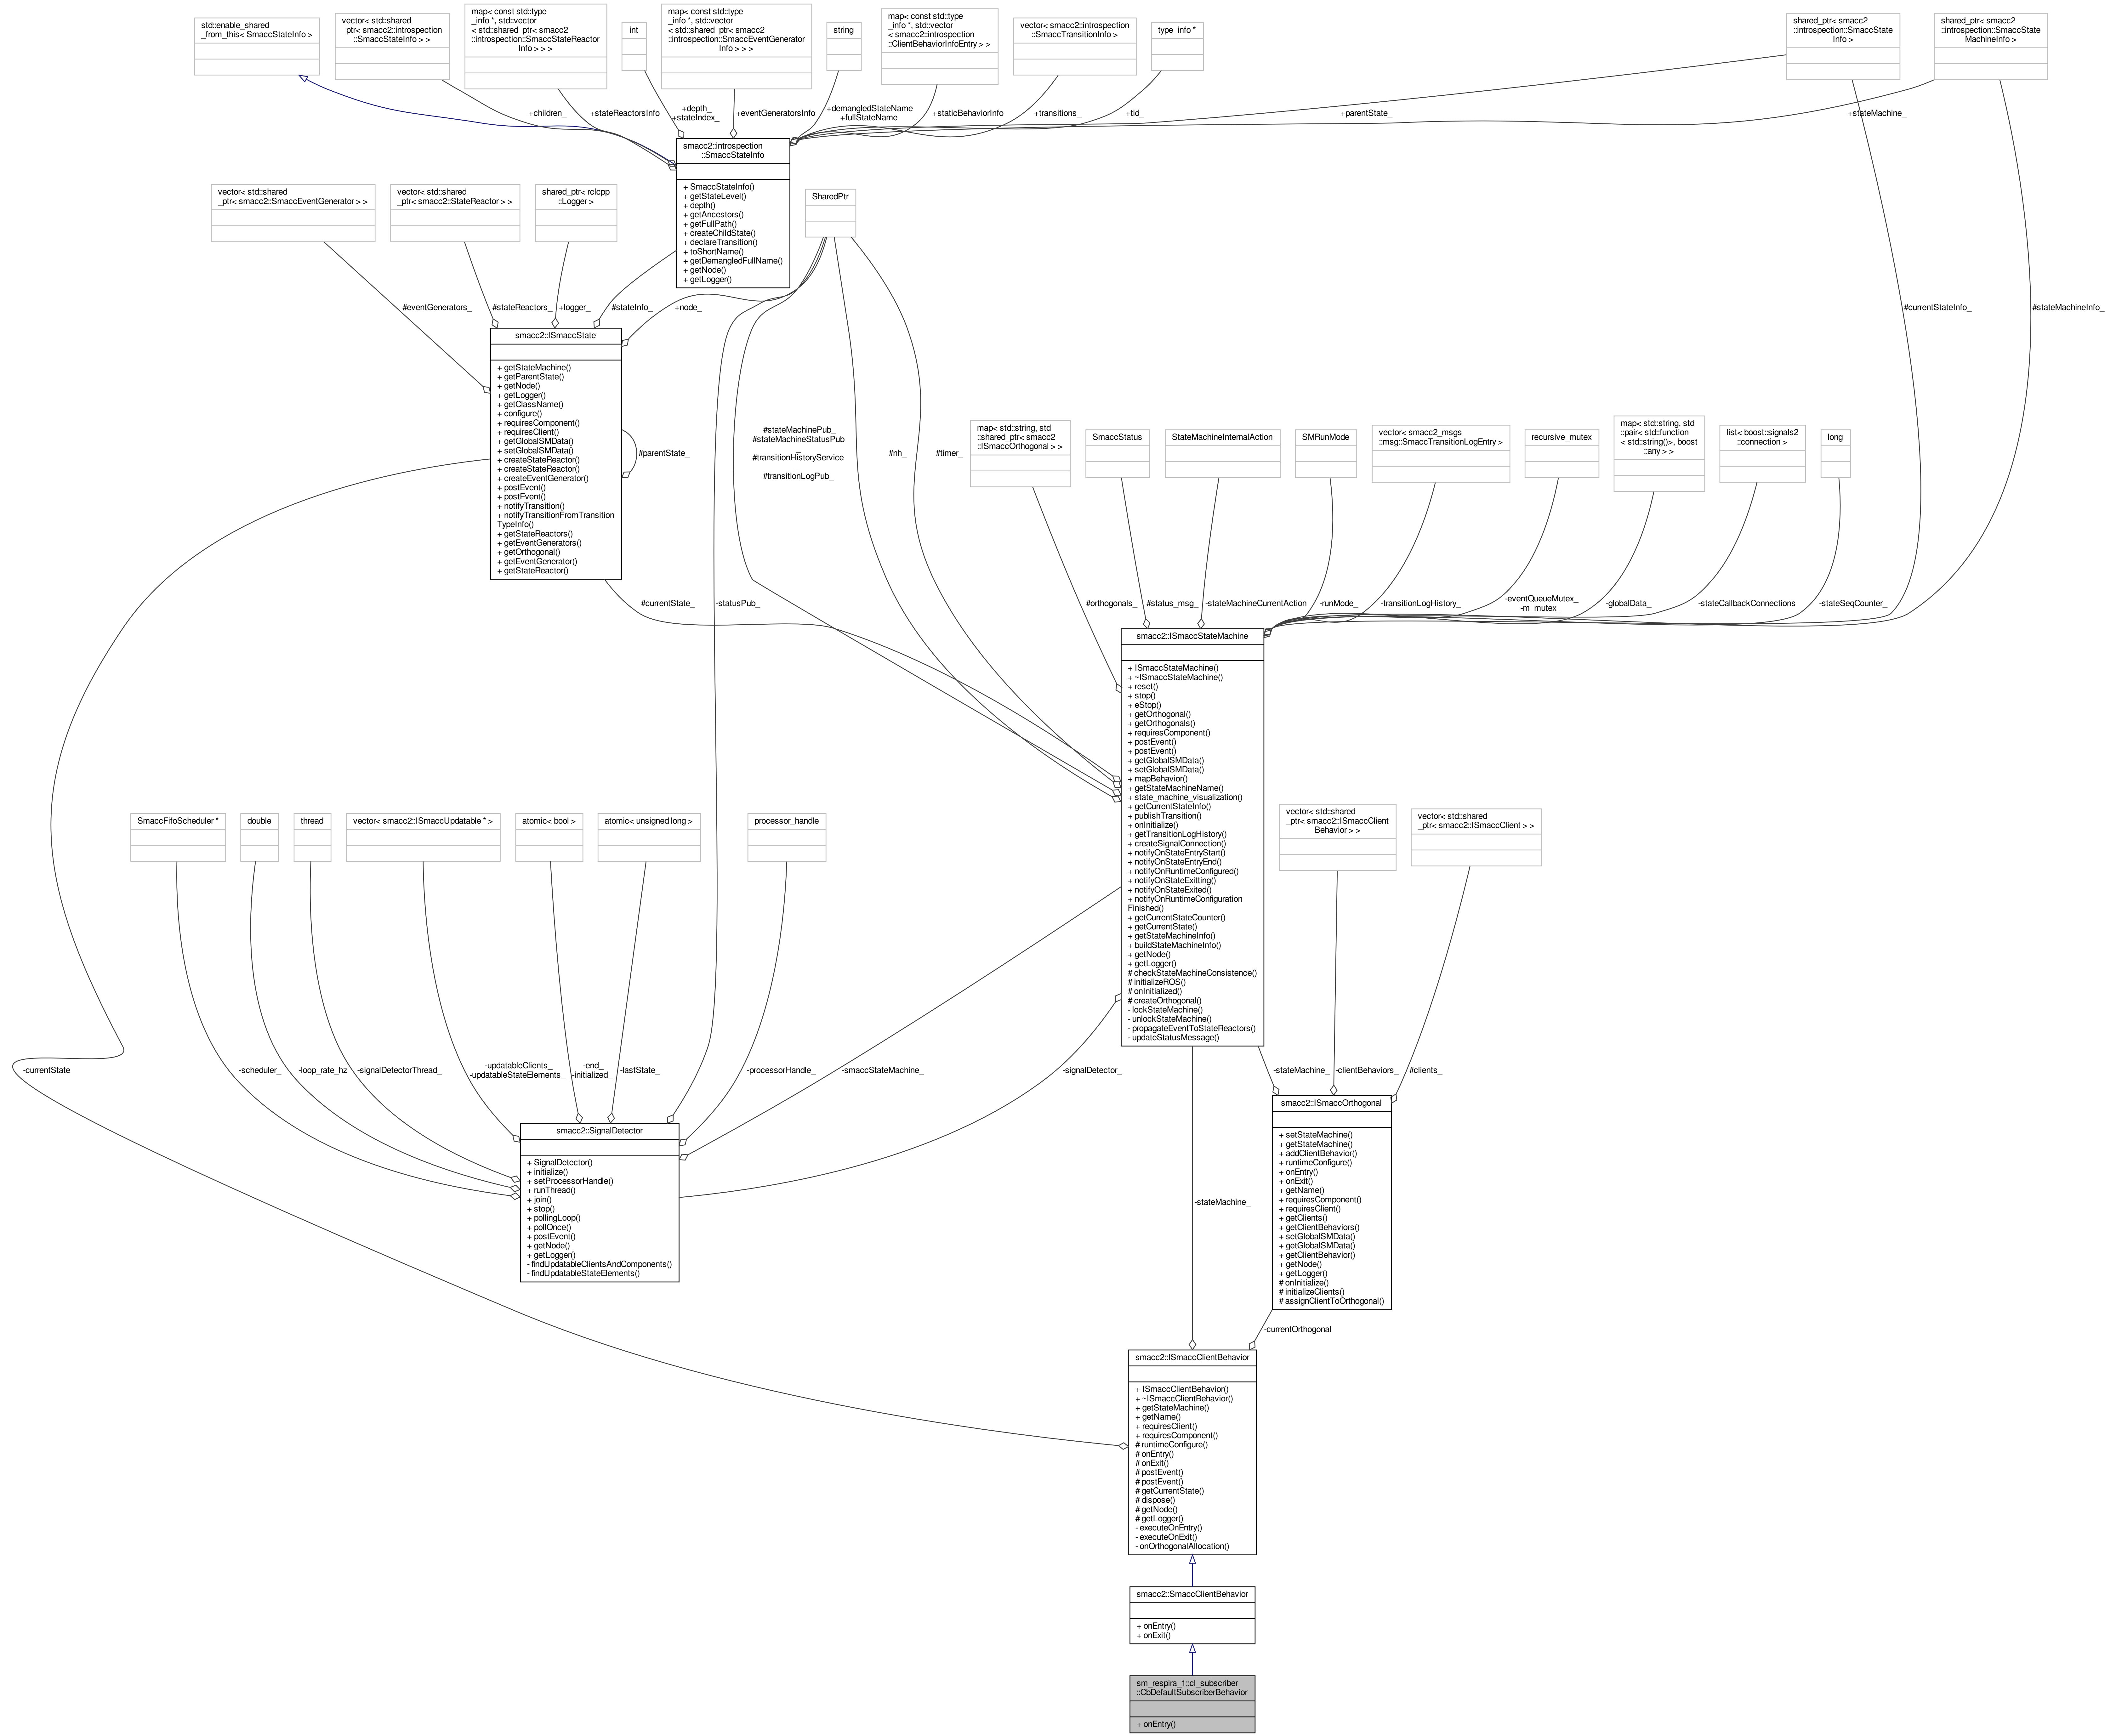 std::enable_shared
_from_this< SmaccStateInfo >
vector< std::shared
_ptr< smacc2::introspection
::SmaccStateInfo > >
map< const std::type
_info *, std::vector
< std::shared_ptr< smacc2
::introspection::SmaccStateReactor
Info > > >
int
map< const std::type
_info *, std::vector
< std::shared_ptr< smacc2
::introspection::SmaccEventGenerator
Info > > >
string
map< const std::type
_info *, std::vector
< smacc2::introspection
::ClientBehaviorInfoEntry > >
vector< smacc2::introspection
::SmaccTransitionInfo >
type_info *
shared_ptr< smacc2
::introspection::SmaccState
Info >
shared_ptr< smacc2
::introspection::SmaccState
MachineInfo >
+children_
+stateReactorsInfo
+depth_
+stateIndex_
+eventGeneratorsInfo
+demangledStateName
+fullStateName
+staticBehaviorInfo
+transitions_
+tid_
+parentState_
+stateMachine_
smacc2::introspection
::SmaccStateInfo
+ SmaccStateInfo()
+ getStateLevel()
+ depth()
+ getAncestors()
+ getFullPath()
+ createChildState()
+ declareTransition()
+ toShortName()
+ getDemangledFullName()
+ getNode()
+ getLogger()
vector< std::shared
_ptr< smacc2::SmaccEventGenerator > >
vector< std::shared
_ptr< smacc2::StateReactor > >
shared_ptr< rclcpp
::Logger >
SharedPtr
#eventGenerators_
#stateReactors_
+logger_
#stateInfo_
+node_
#currentStateInfo_
#stateMachineInfo_
smacc2::ISmaccState
+ getStateMachine()
+ getParentState()
+ getNode()
+ getLogger()
+ getClassName()
+ configure()
+ requiresComponent()
+ requiresClient()
+ getGlobalSMData()
+ setGlobalSMData()
+ createStateReactor()
+ createStateReactor()
+ createEventGenerator()
+ postEvent()
+ postEvent()
+ notifyTransition()
+ notifyTransitionFromTransition
TypeInfo()
+ getStateReactors()
+ getEventGenerators()
+ getOrthogonal()
+ getEventGenerator()
+ getStateReactor()
#parentState_
#stateMachinePub_
#stateMachineStatusPub
_
#transitionHistoryService
_
#transitionLogPub_
#nh_
#timer_
map< std::string, std
::shared_ptr< smacc2
::ISmaccOrthogonal > >
SmaccStatus
StateMachineInternalAction
SMRunMode
vector< smacc2_msgs
::msg::SmaccTransitionLogEntry >
recursive_mutex
map< std::string, std
::pair< std::function
< std::string()>, boost
::any > >
list< boost::signals2
::connection >
long
#currentState_
-statusPub_
#orthogonals_
#status_msg_
-stateMachineCurrentAction
-runMode_
-transitionLogHistory_
-eventQueueMutex_
-m_mutex_
-globalData_
-stateCallbackConnections
-stateSeqCounter_
smacc2::ISmaccStateMachine
+ ISmaccStateMachine()
+ ~ISmaccStateMachine()
+ reset()
+ stop()
+ eStop()
+ getOrthogonal()
+ getOrthogonals()
+ requiresComponent()
+ postEvent()
+ postEvent()
+ getGlobalSMData()
+ setGlobalSMData()
+ mapBehavior()
+ getStateMachineName()
+ state_machine_visualization()
+ getCurrentStateInfo()
+ publishTransition()
+ onInitialize()
+ getTransitionLogHistory()
+ createSignalConnection()
+ notifyOnStateEntryStart()
+ notifyOnStateEntryEnd()
+ notifyOnRuntimeConfigured()
+ notifyOnStateExitting()
+ notifyOnStateExited()
+ notifyOnRuntimeConfiguration
Finished()
+ getCurrentStateCounter()
+ getCurrentState()
+ getStateMachineInfo()
+ buildStateMachineInfo()
+ getNode()
+ getLogger()
# checkStateMachineConsistence()
# initializeROS()
# onInitialized()
# createOrthogonal()
- lockStateMachine()
- unlockStateMachine()
- propagateEventToStateReactors()
- updateStatusMessage()
SmaccFifoScheduler *
double
thread
vector< smacc2::ISmaccUpdatable * >
atomic< bool >
atomic< unsigned long >
processor_handle
vector< std::shared
_ptr< smacc2::ISmaccClient
Behavior > >
vector< std::shared
_ptr< smacc2::ISmaccClient > >
-currentState
-scheduler_
-loop_rate_hz
-signalDetectorThread_
-updatableClients_
-updatableStateElements_
-end_
-initialized_
-lastState_
-processorHandle_
-smaccStateMachine_
-signalDetector_
-stateMachine_
-clientBehaviors_
#clients_
smacc2::SignalDetector
+ SignalDetector()
+ initialize()
+ setProcessorHandle()
+ runThread()
+ join()
+ stop()
+ pollingLoop()
+ pollOnce()
+ postEvent()
+ getNode()
+ getLogger()
- findUpdatableClientsAndComponents()
- findUpdatableStateElements()
smacc2::ISmaccOrthogonal
+ setStateMachine()
+ getStateMachine()
+ addClientBehavior()
+ runtimeConfigure()
+ onEntry()
+ onExit()
+ getName()
+ requiresComponent()
+ requiresClient()
+ getClients()
+ getClientBehaviors()
+ setGlobalSMData()
+ getGlobalSMData()
+ getClientBehavior()
+ getNode()
+ getLogger()
# onInitialize()
# initializeClients()
# assignClientToOrthogonal()
-stateMachine_
-currentOrthogonal
smacc2::ISmaccClientBehavior
+ ISmaccClientBehavior()
+ ~ISmaccClientBehavior()
+ getStateMachine()
+ getName()
+ requiresClient()
+ requiresComponent()
# runtimeConfigure()
# onEntry()
# onExit()
# postEvent()
# postEvent()
# getCurrentState()
# dispose()
# getNode()
# getLogger()
- executeOnEntry()
- executeOnExit()
- onOrthogonalAllocation()
smacc2::SmaccClientBehavior
+ onEntry()
+ onExit()
sm_respira_1::cl_subscriber
::CbDefaultSubscriberBehavior
+ onEntry()